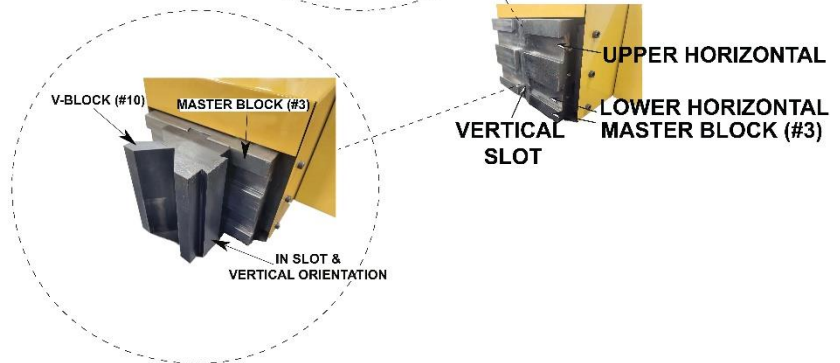 UPPER HORIZONTAL
V-BLOCK (#10)
MASTER BLOCK (#3)
LOWER HORIZONTAL
VERTICAL
SLOT
MASTER BLOCK (#3)
IN SLOT &
VERTICAL ORIENTATION